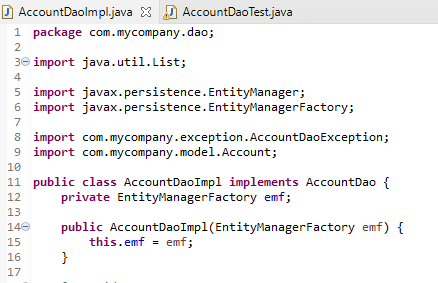 AccountDaoImpl.java AccountDaoTest.java
1 package com.mycompany.dao;
2
3 import java.util.List;
4
5 import javax.persistence.EntityManager;
6 import javax.persistence.EntityManagerFactory;
7
8 import com.mycompany.exception.AccountDaoException;
9 import com.mycompany.model.Account;
10
11 public class AccountDaoImpl implements AccountDao {
12 private EntityManagerFactory emf;
13
14 public AccountDaoImpl(EntityManagerFactory emf) {
15 this.emf = emf;
16 }
17